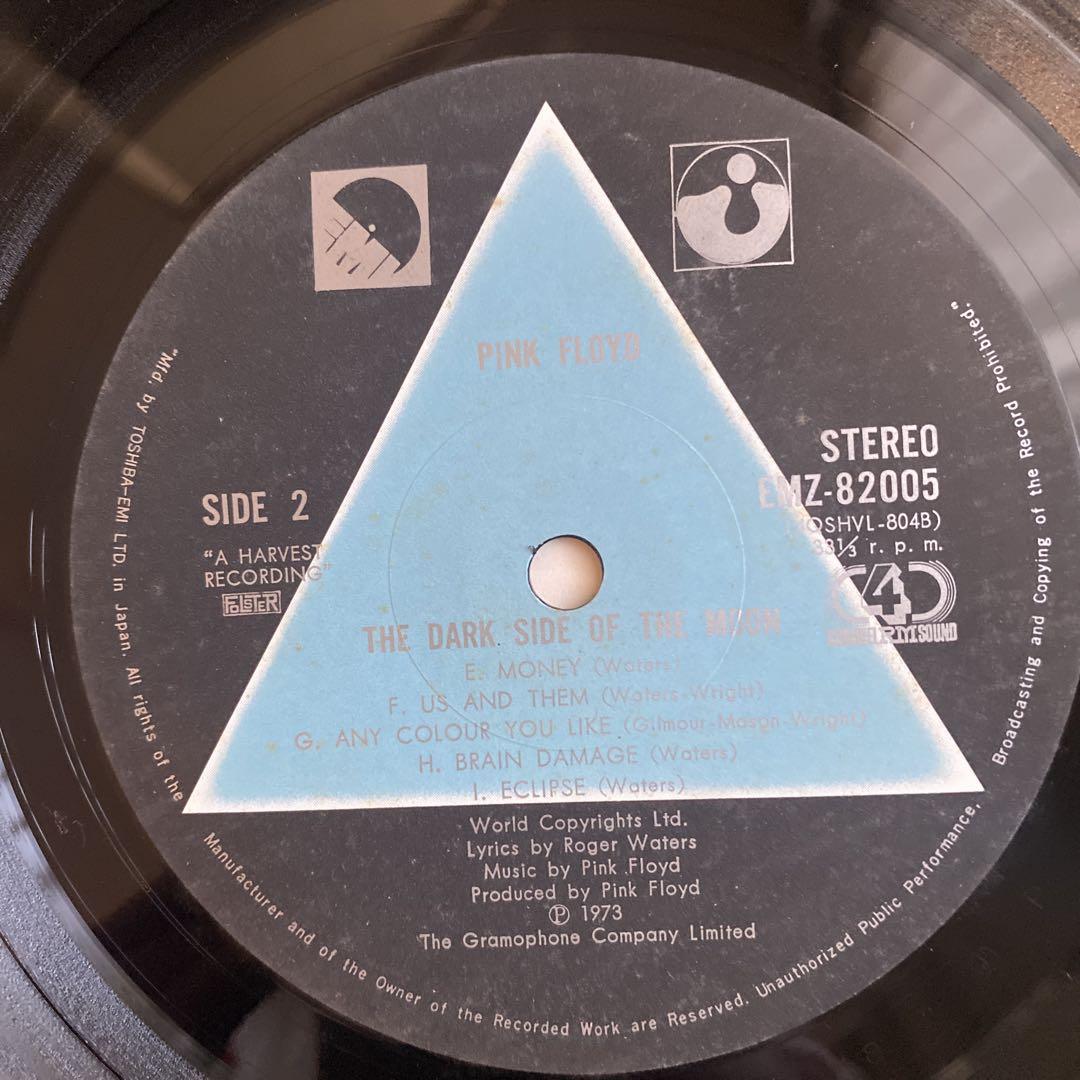 PINK FLOYD
STEREO
EMZ-82005
(QSHVL-804B)
33⅓ r. p. m.
4
SOUND
SIDE 2
"A HARVEST
RECORDING"
FOLSTER
THE DARK SIDE OF THE MOON
E. MONEY (Waters)
F. US AND THEM (Waters-Wright)
G. ANY COLOUR YOU LIKE (Gilmour-Mason-Wright)
H. BRAIN DAMAGE (Waters)
I. ECLIPSE (Waters)
World Copyrights Ltd.
Lyrics by Roger Waters
Music by Pink Floyd
Produced by Pink Floyd
℗ 1973
The Gramophone Company Limited
"Mfd. by TOSHIBA-EMI LTD. in Japan. All rights of the Manufacturer and of the Owner of the Recorded Work are Reserved. Unauthorized Public Performance, Broadcasting and Copying of the Record Prohibited."